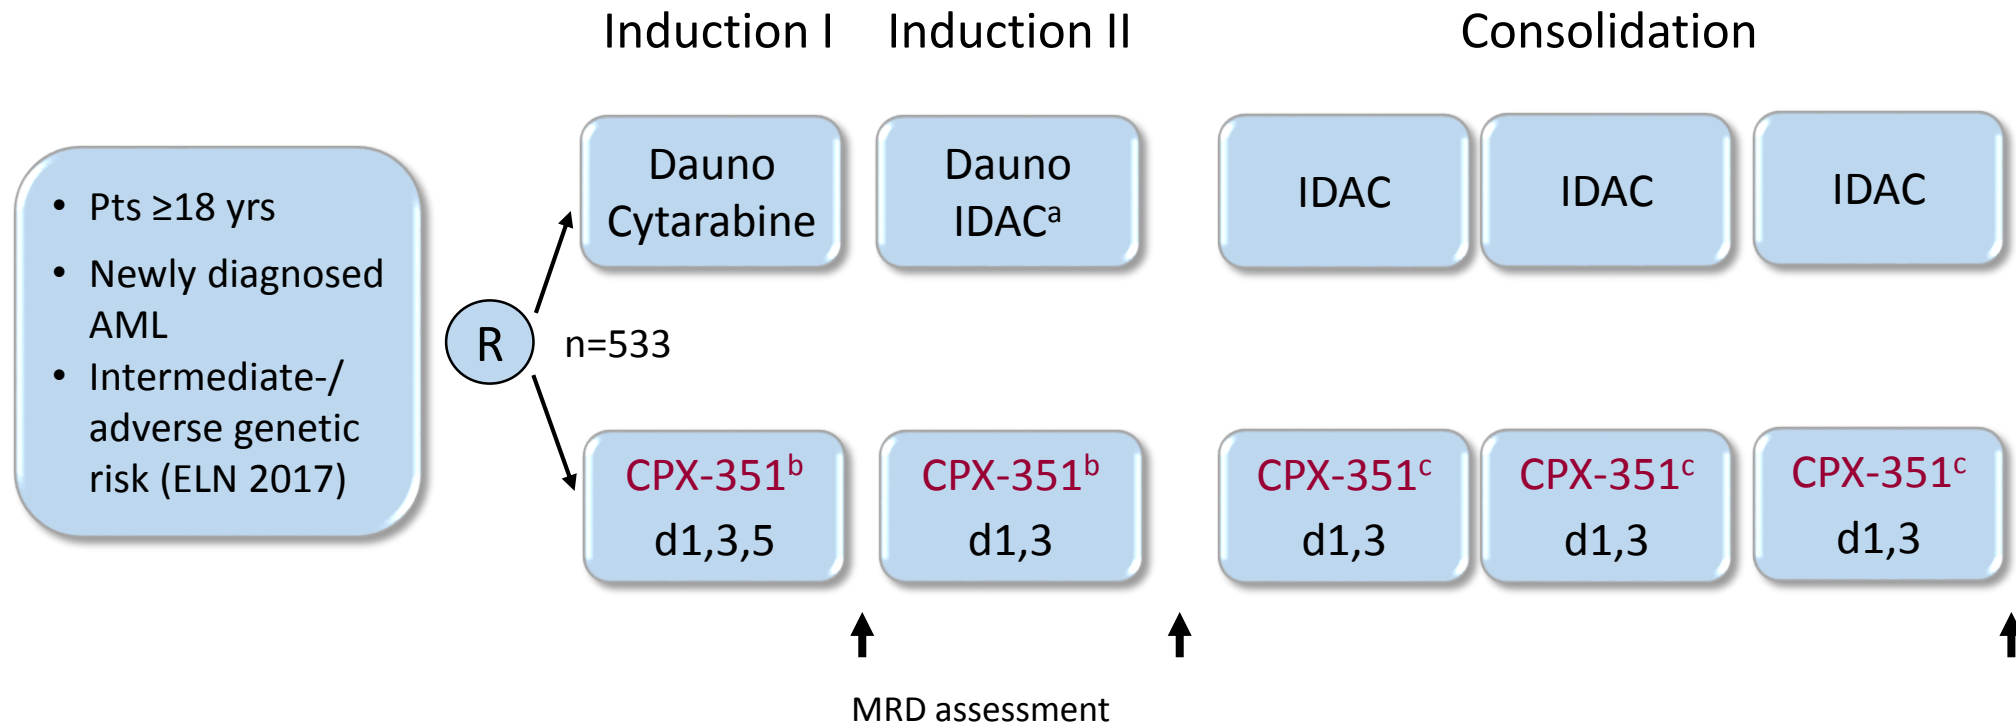 Induction I
Induction II
Consolidation
• Pts ≥18 yrs
• Newly diagnosed
AML
• Intermediate-/
adverse genetic
risk (ELN 2017)
R
n=533
Dauno
Cytarabine
Dauno
IDACᵃ
IDAC
IDAC
IDAC
CPX-351ᵇ
d1,3,5
CPX-351ᵇ
d1,3
CPX-351ᶜ
d1,3
CPX-351ᶜ
d1,3
CPX-351ᶜ
d1,3
MRD assessment